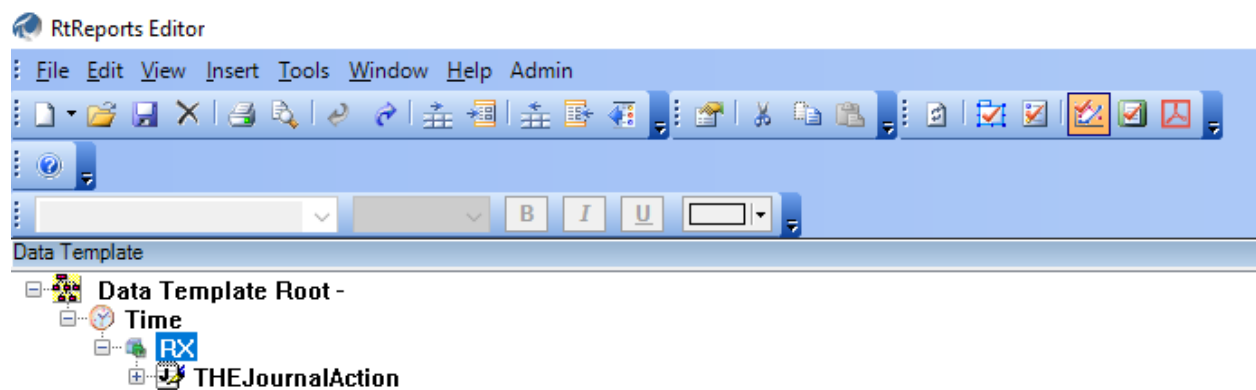 RtReports Editor
File Edit View Insert Tools Window Help Admin
B I U
Data Template
Data Template Root -
Time
RX
THEJournalAction